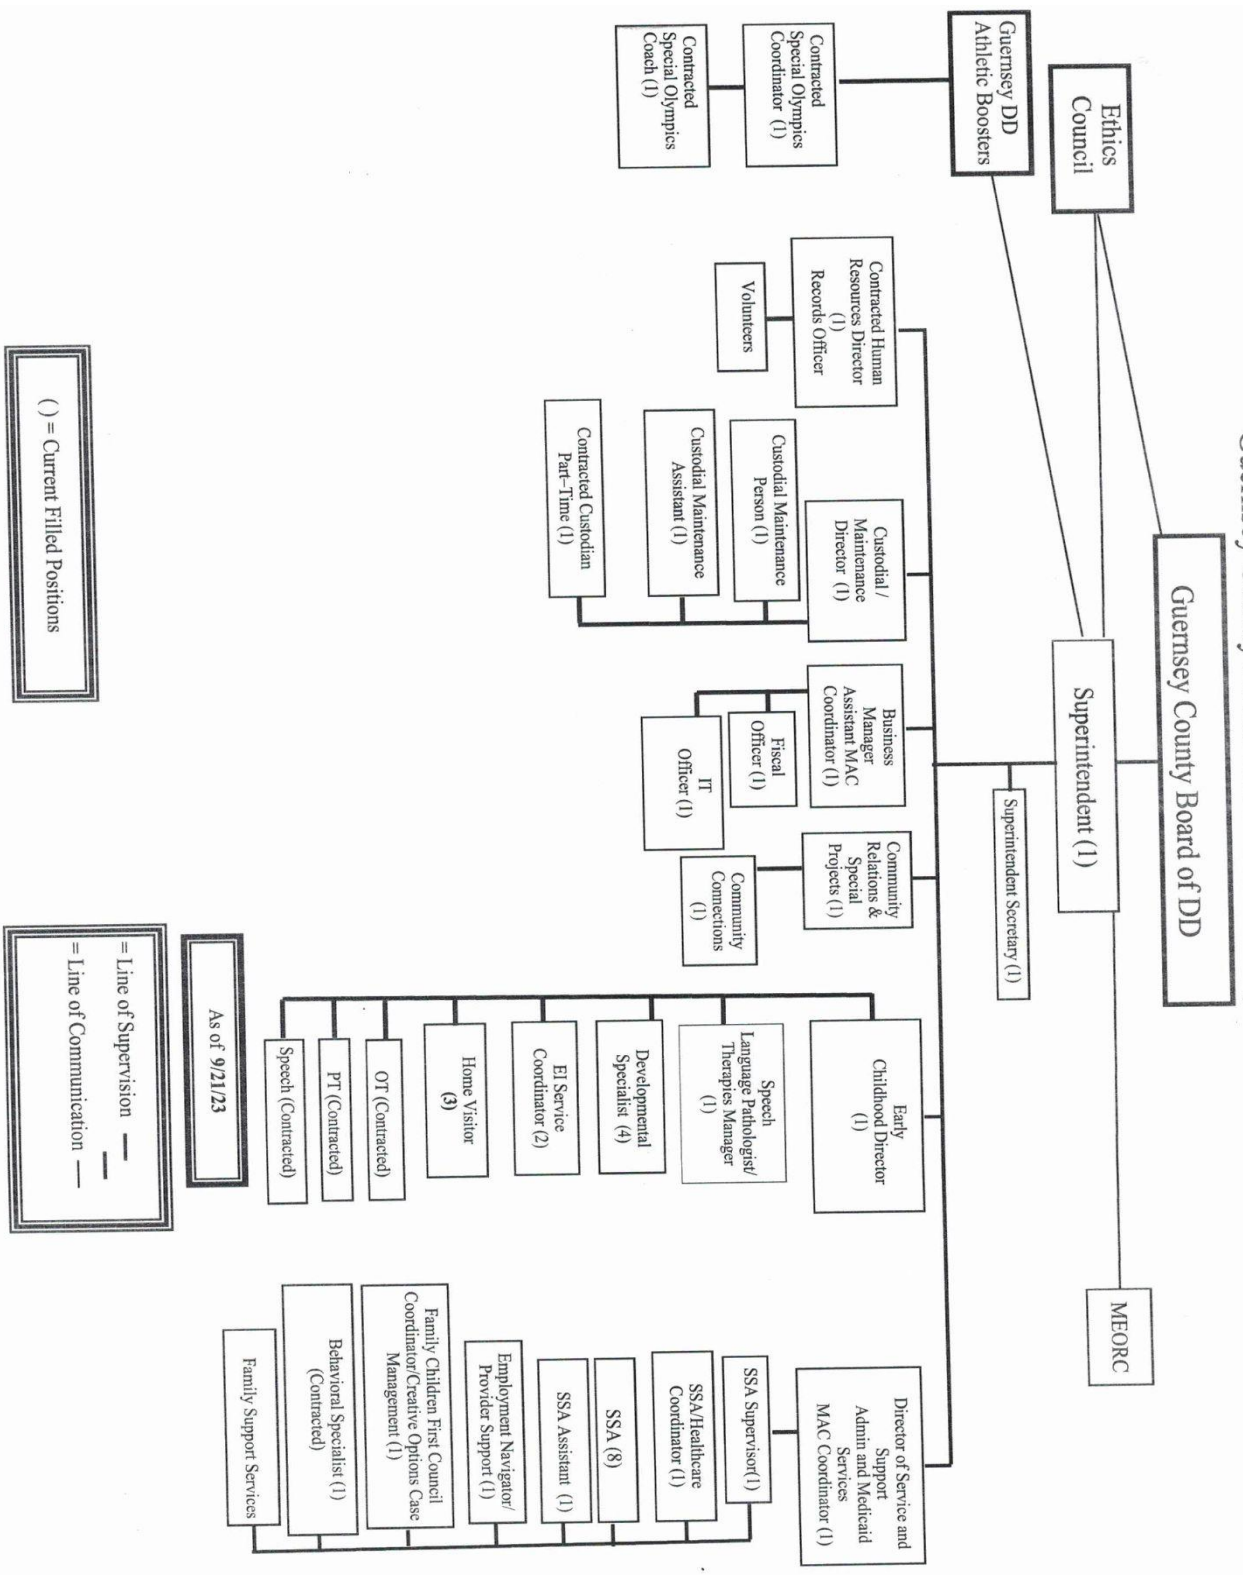 Guernsey County Board of DD
Ethics
Council
Superintendent (1)
MEORC
Guernsey DD
Athletic Boosters
Superintendent Secretary (1)
Contracted
Special Olympics
Coordinator (1)
Contracted
Special Olympics
Coach (1)
Contracted Human
Resources Director
(1)
Records Officer
Volunteers
Custodial /
Maintenance
Director (1)
Custodial Maintenance
Person (1)
Custodial Maintenance
Assistant (1)
Contracted Custodian
Part–Time (1)
Business
Manager
Assistant MAC
Coordinator (1)
Fiscal
Officer (1)
IT
Officer (1)
Community
Relations &
Special
Projects (1)
Community
Connections
(1)
Early
Childhood Director
(1)
Speech
Language Pathologist/
Therapies Manager
(1)
Developmental
Specialist (4)
EI Service
Coordinator (2)
Home Visitor
(3)
OT (Contracted)
PT (Contracted)
Speech (Contracted)
Director of Service and
Support
Admin and Medicaid
Services
MAC Coordinator (1)
SSA Supervisor(1)
SSA/Healthcare
Coordinator (1)
SSA (8)
SSA Assistant (1)
Employment Navigator/
Provider Support (1)
Family Children First Council
Coordinator/Creative Options Case
Management (1)
Behavioral Specialist (1)
(Contracted)
Family Support Services
( ) = Current Filled Positions
As of 9/21/23
= Line of Supervision
= Line of Communication